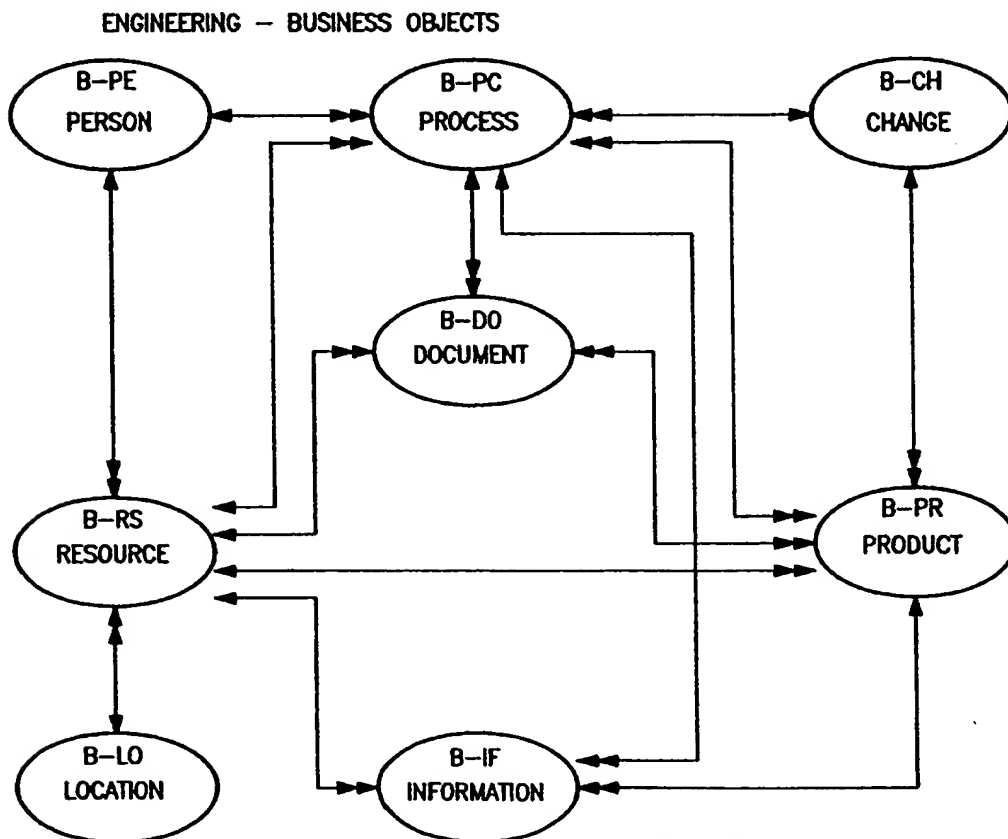 ENGINEERING – BUSINESS OBJECTS
B–PE
PERSON
B–PC
PROCESS
B–CH
CHANGE
B–DO
DOCUMENT
B–RS
RESOURCE
B–PR
PRODUCT
B–LO
LOCATION
B–IF
INFORMATION